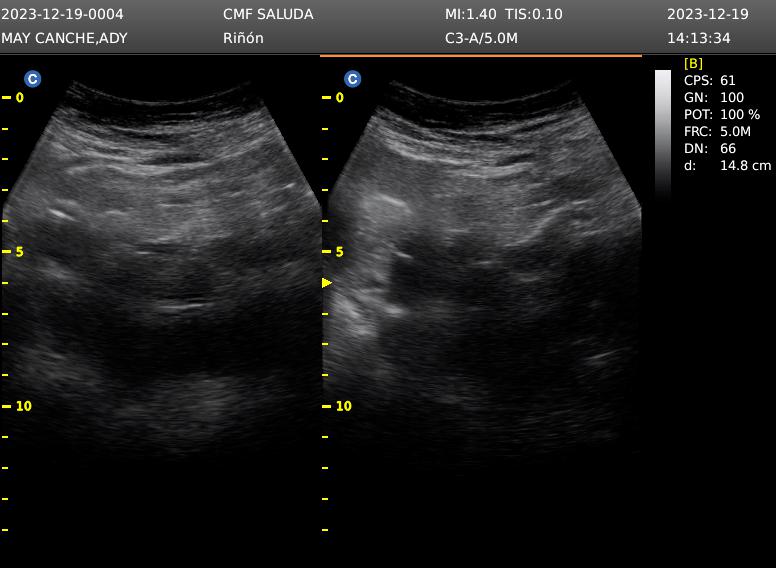 2023-12-19-0004 CMF SALUDA MI:1.40 TIS:0.10 2023-12-19
MAY CANCHE,ADY Riñón C3-A/5.0M 14:13:34
[B]
CPS: 61
GN: 100
POT: 100 %
FRC: 5.0M
DN: 66
d: 14.8 cm
C C
0 0
5 5
10 10